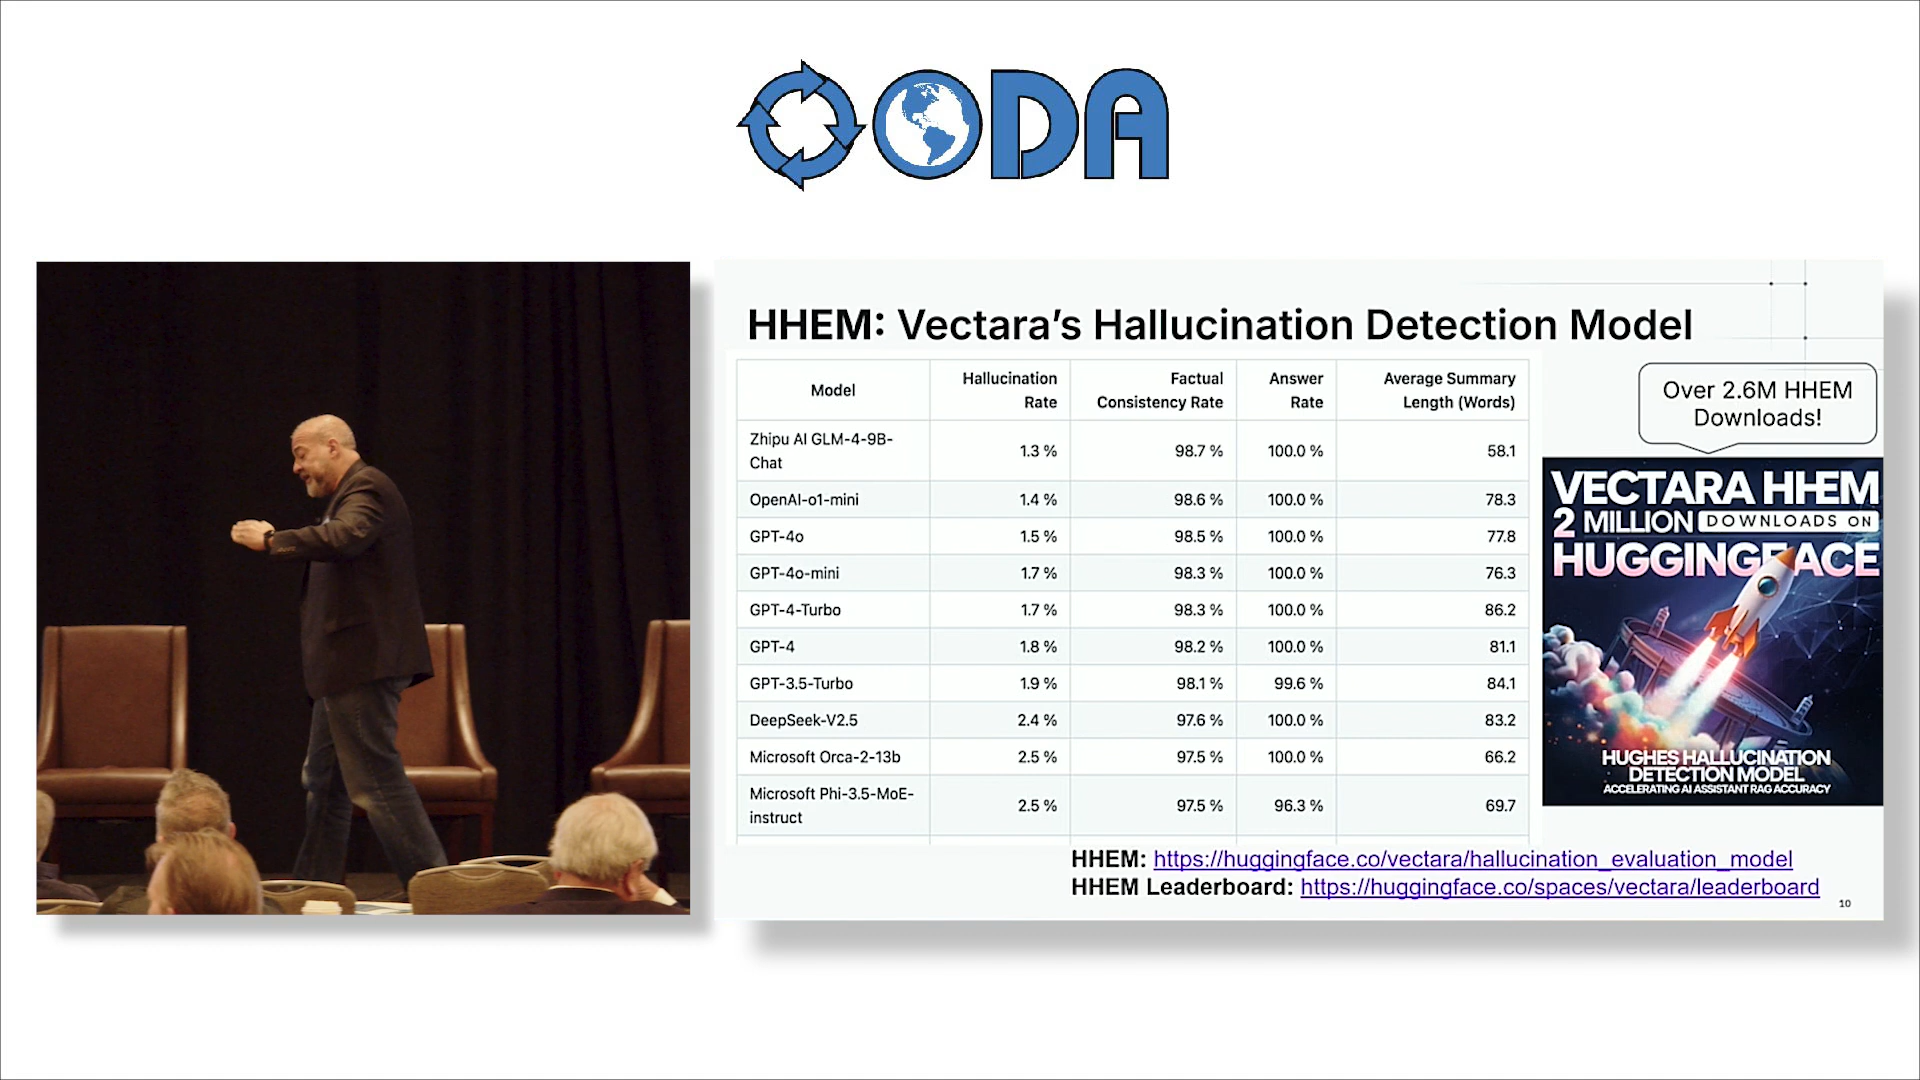 OODA
HHEM: Vectara's Hallucination Detection Model
Model
Hallucination
Rate
Factual
Consistency Rate
Answer
Rate
Average Summary
Length (Words)
Zhipu AI GLM-4-9B-
Chat
1.3 %
98.7 %
100.0 %
58.1
OpenAI-o1-mini
1.4 %
98.6 %
100.0 %
78.3
GPT-4o
1.5 %
98.5 %
100.0 %
77.8
GPT-4o-mini
1.7 %
98.3 %
100.0 %
76.3
GPT-4-Turbo
1.7 %
98.3 %
100.0 %
86.2
GPT-4
1.8 %
98.2 %
100.0 %
81.1
GPT-3.5-Turbo
1.9 %
98.1 %
99.6 %
84.1
DeepSeek-V2.5
2.4 %
97.6 %
100.0 %
83.2
Microsoft Orca-2-13b
2.5 %
97.5 %
100.0 %
66.2
Microsoft Phi-3.5-MoE-
instruct
2.5 %
97.5 %
96.3 %
69.7
Over 2.6M HHEM
Downloads!
VECTARA HHEM
2 MILLION DOWNLOADS ON
HUGGINGFACE
HUGHES HALLUCINATION
DETECTION MODEL
ACCELERATING AI ASSISTANT RAG ACCURACY
HHEM: https://huggingface.co/vectara/hallucination_evaluation_model
HHEM Leaderboard: https://huggingface.co/spaces/vectara/leaderboard
10